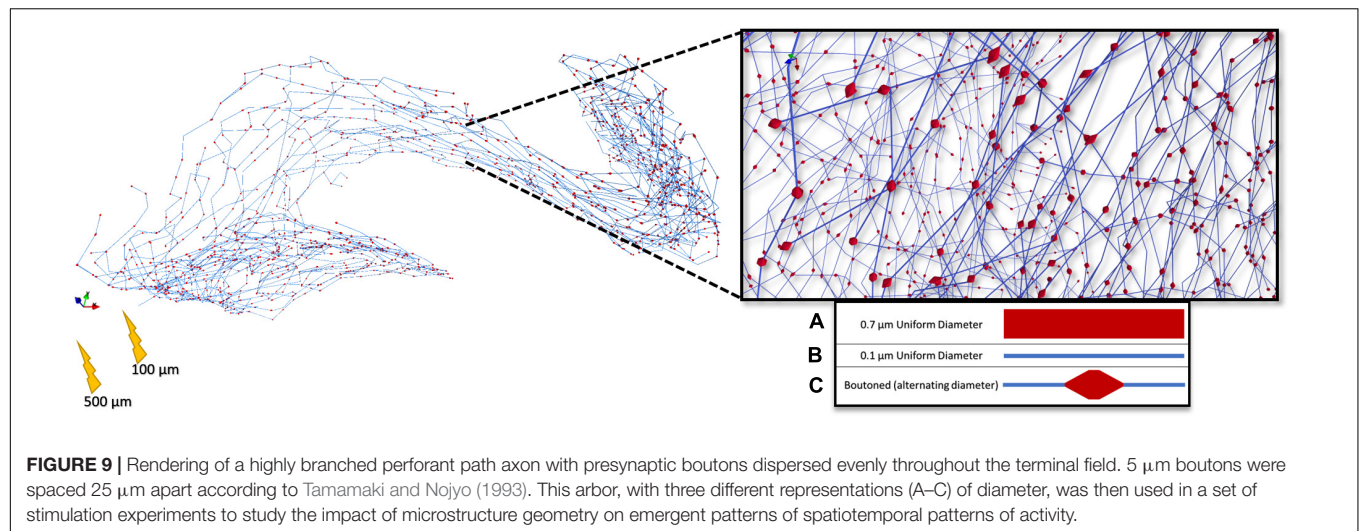 100 µm
500 µm
A
0.7 µm Uniform Diameter
B
0.1 µm Uniform Diameter
C
Boutoned (alternating diameter)
FIGURE 9 | Rendering of a highly branched perforant path axon with presynaptic boutons dispersed evenly throughout the terminal field. 5 µm boutons were
spaced 25 µm apart according to Tamamaki and Nojyo (1993). This arbor, with three different representations (A–C) of diameter, was then used in a set of
stimulation experiments to study the impact of microstructure geometry on emergent patterns of spatiotemporal patterns of activity.